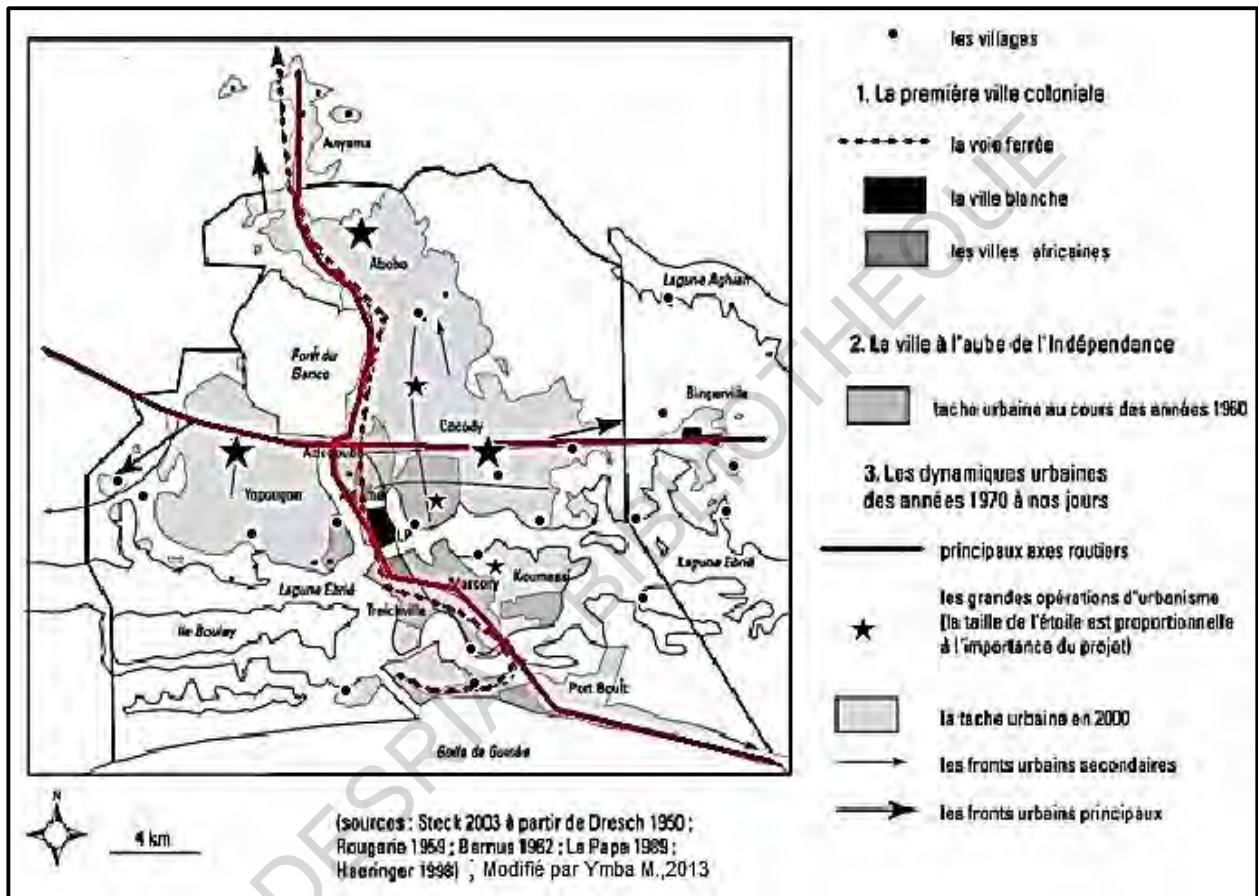 les villages
1. La première ville coloniale
la voie ferrée
la ville blanche
les villes africaines
2. La ville à l'aube de l'Indépendance
tache urbaine au cours des années 1960
3. Les dynamiques urbaines
des années 1970 à nos jours
principaux axes routiers
les grandes opérations d'urbanisme
(la taille de l'étoile est proportionnelle
à l'importance du projet)
la tache urbaine en 2000
les fronts urbains secondaires
les fronts urbains principaux
Anyama
Abobo
Lagune Aghien
Forêt du
Banco
Bingerville
Cocody
Yopougon
LP
Marcory
Koumassi
Lagune Ebrié
Lagune Ebrié
Treichville
Ile Boulay
Port Bouët
Golfe de Guinée
N
4 km
(sources : Steck 2003 à partir de Dresch 1950 ;
Rougerie 1959 ; Bernus 1962 ; Le Pape 1989 ;
Haeringer 1998) ; Modifié par Ymba M.,2013
DESRIA BIBLIOTHEQUE